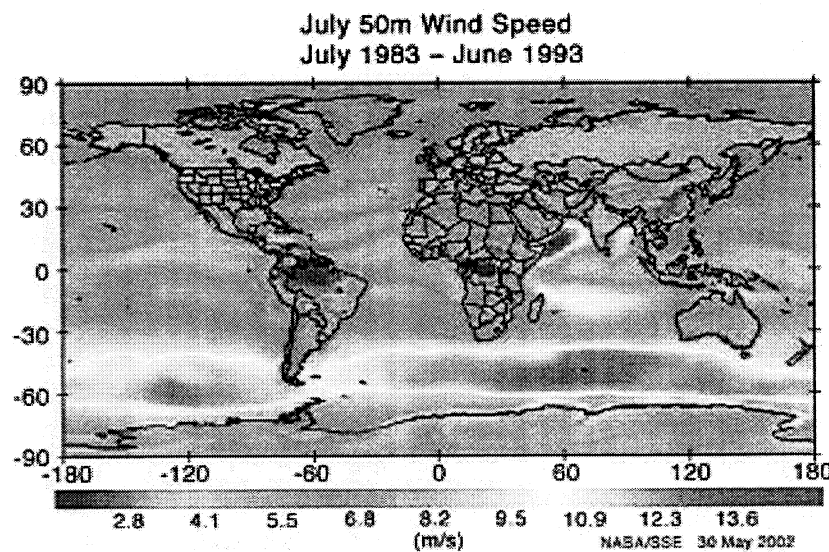 July 50m Wind Speed
July 1983 – June 1993
90
60
30
0
-30
-60
-90
-180 -120 -60 0 60 120 180
2.8 4.1 5.5 6.8 8.2 9.5 10.9 12.3 13.6
(m/s)
NASA/SSE 30 May 2002